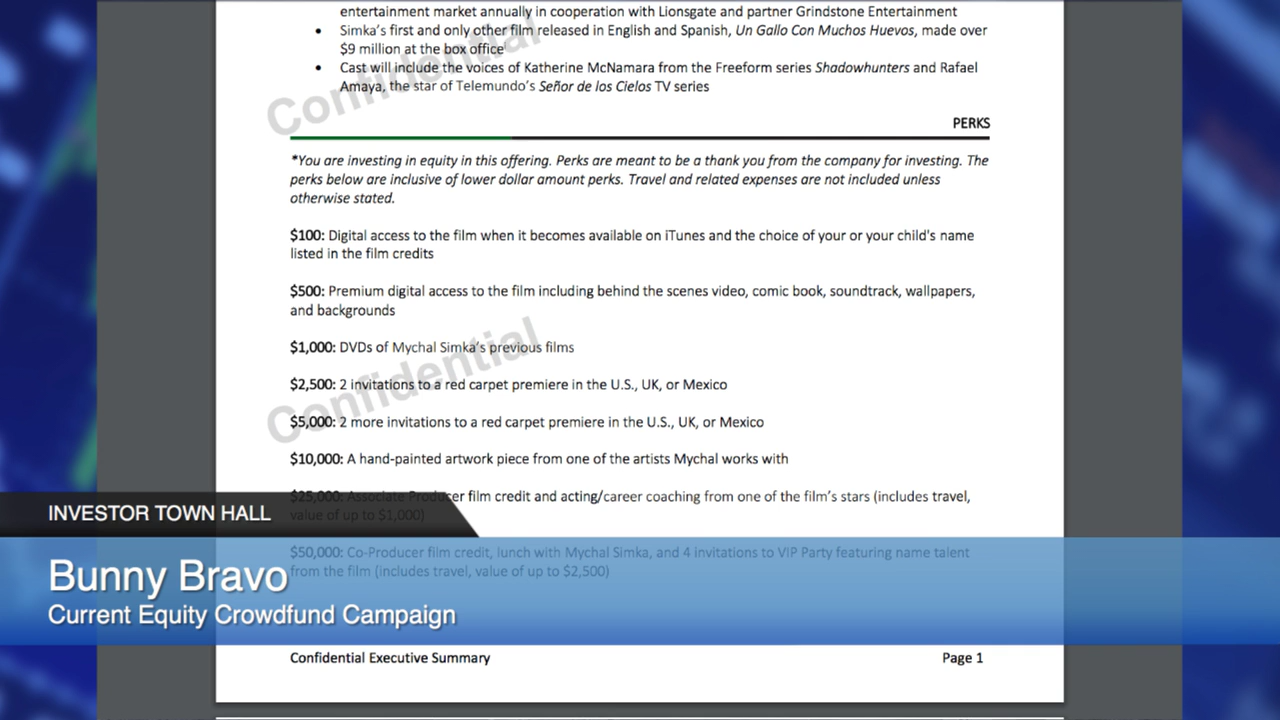 entertainment market annually in cooperation with Lionsgate and partner Grindstone Entertainment
• Simka's first and only other film released in English and Spanish, Un Gallo Con Muchos Huevos, made over
$9 million at the box office
• Cast will include the voices of Katherine McNamara from the Freeform series Shadowhunters and Rafael
Amaya, the star of Telemundo's Señor de los Cielos TV series
Confidential
PERKS
*You are investing in equity in this offering. Perks are meant to be a thank you from the company for investing. The
perks below are inclusive of lower dollar amount perks. Travel and related expenses are not included unless
otherwise stated.
$100: Digital access to the film when it becomes available on iTunes and the choice of your or your child's name
listed in the film credits
$500: Premium digital access to the film including behind the scenes video, comic book, soundtrack, wallpapers,
and backgrounds
$1,000: DVDs of Mychal Simka's previous films
$2,500: 2 invitations to a red carpet premiere in the U.S., UK, or Mexico
Confidential
$5,000: 2 more invitations to a red carpet premiere in the U.S., UK, or Mexico
$10,000: A hand-painted artwork piece from one of the artists Mychal works with
$25,000: Associate Producer film credit and acting/career coaching from one of the film's stars (includes travel,
value of up to $1,000)
INVESTOR TOWN HALL
$50,000: Co-Producer film credit, lunch with Mychal Simka, and 4 invitations to VIP Party featuring name talent
from the film (includes travel, value of up to $2,500)
Bunny Bravo
Current Equity Crowdfund Campaign
Confidential Executive Summary
Page 1